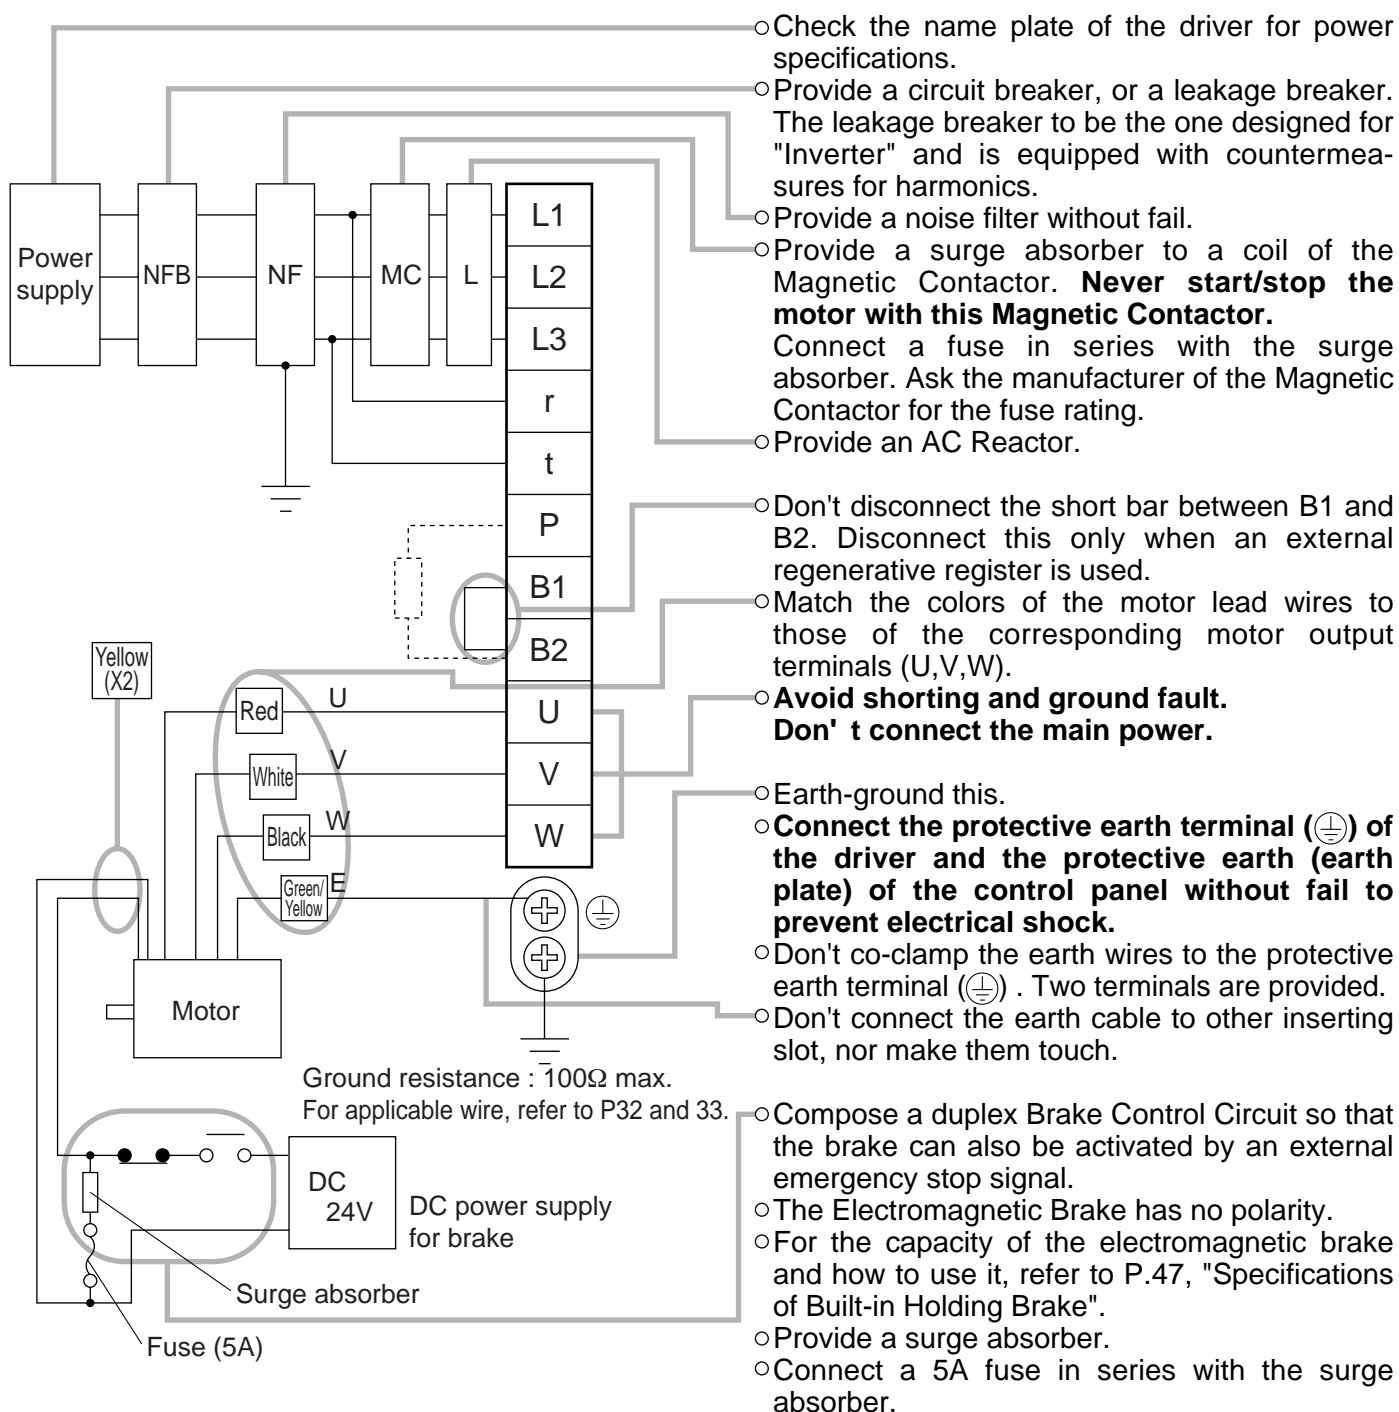 Check the name plate of the driver for power
specifications.
Provide a circuit breaker, or a leakage breaker.
The leakage breaker to be the one designed for
"Inverter" and is equipped with countermea-
sures for harmonics.
Provide a noise filter without fail.
Provide a surge absorber to a coil of the
Magnetic Contactor. Never start/stop the
motor with this Magnetic Contactor.
Connect a fuse in series with the surge
absorber. Ask the manufacturer of the Magnetic
Contactor for the fuse rating.
Provide an AC Reactor.
Don't disconnect the short bar between B1 and
B2. Disconnect this only when an external
regenerative register is used.
Match the colors of the motor lead wires to
those of the corresponding motor output
terminals (U,V,W).
Avoid shorting and ground fault.
Don' t connect the main power.
Earth-ground this.
Connect the protective earth terminal (⏚) of
the driver and the protective earth (earth
plate) of the control panel without fail to
prevent electrical shock.
Don't co-clamp the earth wires to the protective
earth terminal (⏚) . Two terminals are provided.
Don't connect the earth cable to other inserting
slot, nor make them touch.
Compose a duplex Brake Control Circuit so that
the brake can also be activated by an external
emergency stop signal.
The Electromagnetic Brake has no polarity.
For the capacity of the electromagnetic brake
and how to use it, refer to P.47, "Specifications
of Built-in Holding Brake".
Provide a surge absorber.
Connect a 5A fuse in series with the surge
absorber.
Power
supply
NFB
NF
MC
L
L1
L2
L3
r
t
P
B1
B2
U
V
W
Yellow
(X2)
Red
U
White
V
Black
W
Green/
Yellow
E
Motor
Ground resistance : 100Ω max.
For applicable wire, refer to P32 and 33.
DC
24V
DC power supply
for brake
Surge absorber
Fuse (5A)